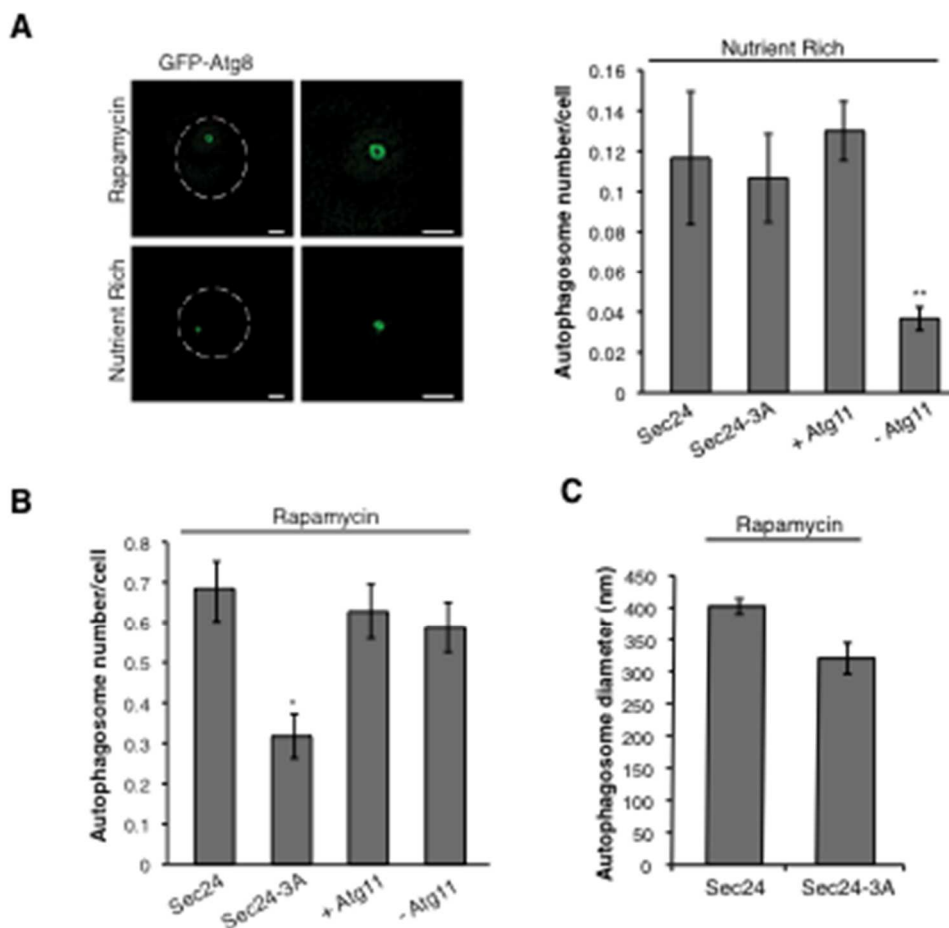 A
GFP-Atg8
Rapamycin
Nutrient Rich
Nutrient Rich
Autophagosome number/cell
0.16
0.14
0.12
0.1
0.08
0.06
0.04
0.02
0
**
Sec24
Sec24-3A
+ Atg11
- Atg11
B
Rapamycin
Autophagosome number/cell
0.8
0.7
0.6
0.5
0.4
0.3
0.2
0.1
0
*
Sec24
Sec24-3A
+ Atg11
- Atg11
C
Rapamycin
Autophagosome diameter (nm)
450
400
350
300
250
200
150
100
50
0
Sec24
Sec24-3A